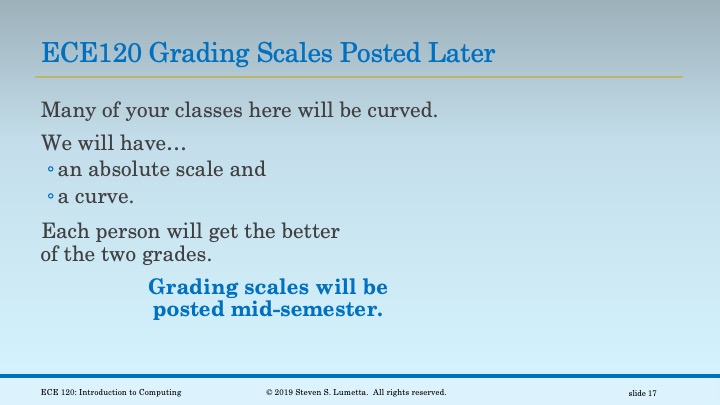 ECE120 Grading Scales Posted Later
Many of your classes here will be curved.
We will have…
◦ an absolute scale and
◦ a curve.
Each person will get the better
of the two grades.
Grading scales will be
posted mid-semester.
ECE 120: Introduction to Computing
© 2019 Steven S. Lumetta. All rights reserved.
slide 17